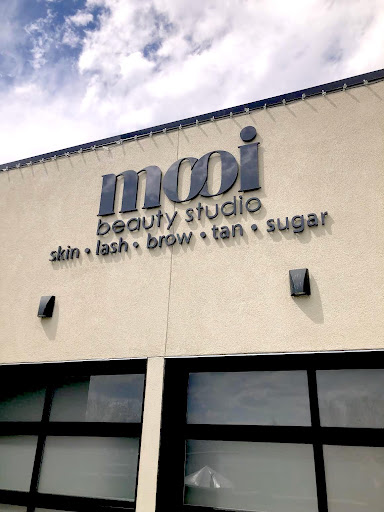 mooi
beauty studio
skin • lash • brow • tan • sugar